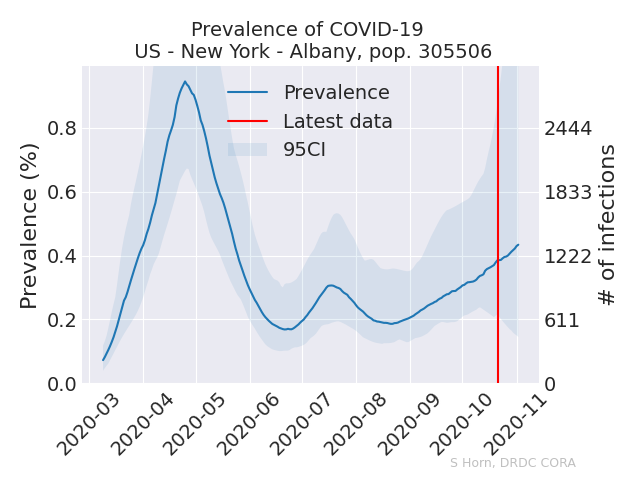 Prevalence of COVID-19
US - New York - Albany, pop. 305506
Prevalence
Latest data
95CI
Prevalence (%)
0.8
0.6
0.4
0.2
0.0
2444
1833
1222
611
0
# of infections
2020-03
2020-04
2020-05
2020-06
2020-07
2020-08
2020-09
2020-10
2020-11
S Horn, DRDC CORA